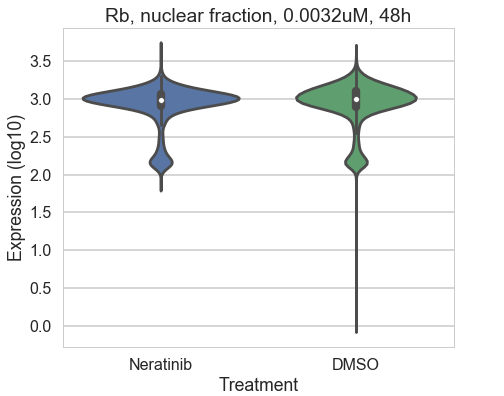 Rb, nuclear fraction, 0.0032uM, 48h
Expression (log10)
3.5
3.0
2.5
2.0
1.5
1.0
0.5
0.0
Neratinib DMSO
Treatment